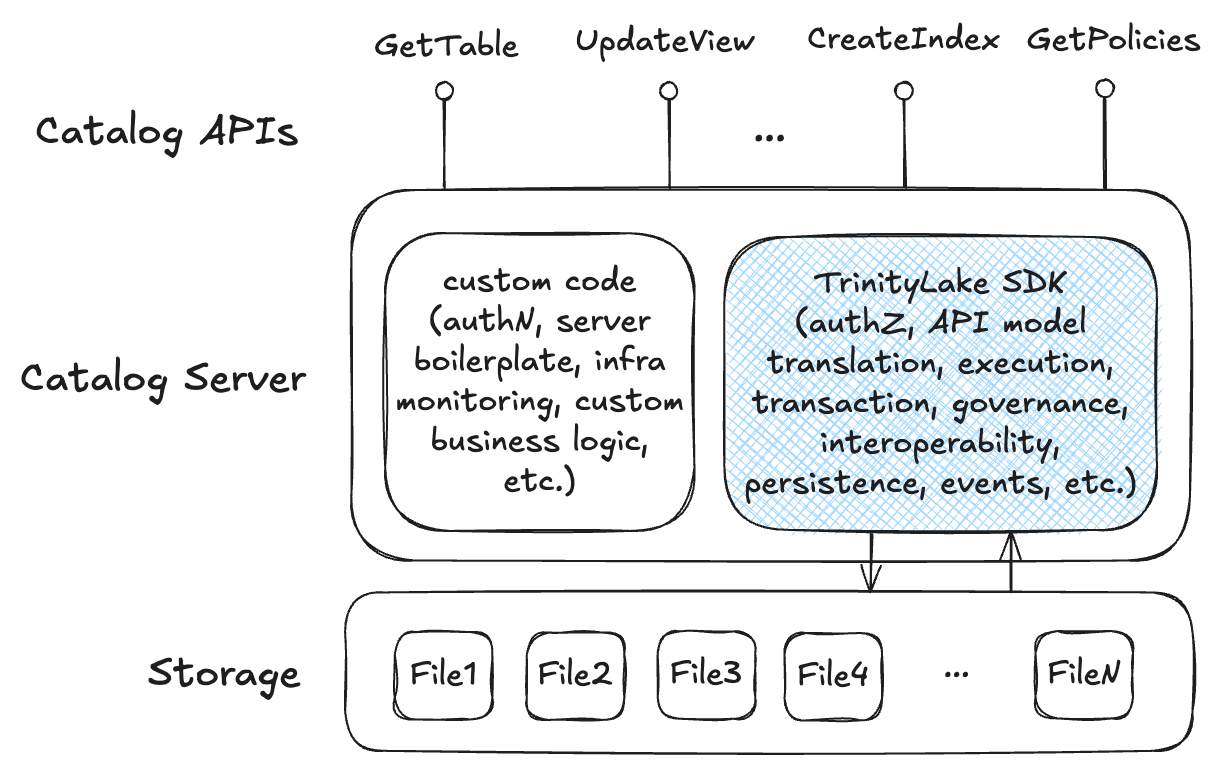 GetTable
UpdateView
CreateIndex
GetPolicies
Catalog APIs
...
Catalog Server
custom code
(authN, server
boilerplate, infra
monitoring, custom
business logic,
etc.)
TrinityLake SDK
(authZ, API model
translation, execution,
transaction, governance,
interoperability,
persistence, events, etc.)
Storage
File1
File2
File3
File4
...
FileN